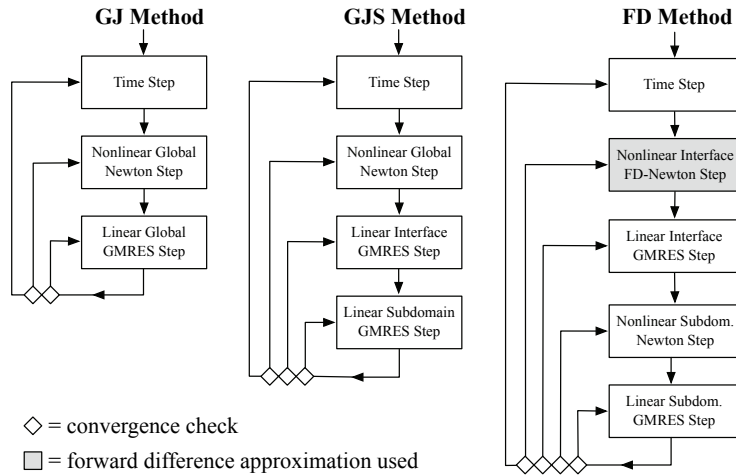 GJ Method
Time Step
Nonlinear Global
Newton Step
Linear Global
GMRES Step
GJS Method
Time Step
Nonlinear Global
Newton Step
Linear Interface
GMRES Step
Linear Subdomain
GMRES Step
FD Method
Time Step
Nonlinear Interface
FD-Newton Step
Linear Interface
GMRES Step
Nonlinear Subdom.
Newton Step
Linear Subdom.
GMRES Step
= convergence check
= forward difference approximation used